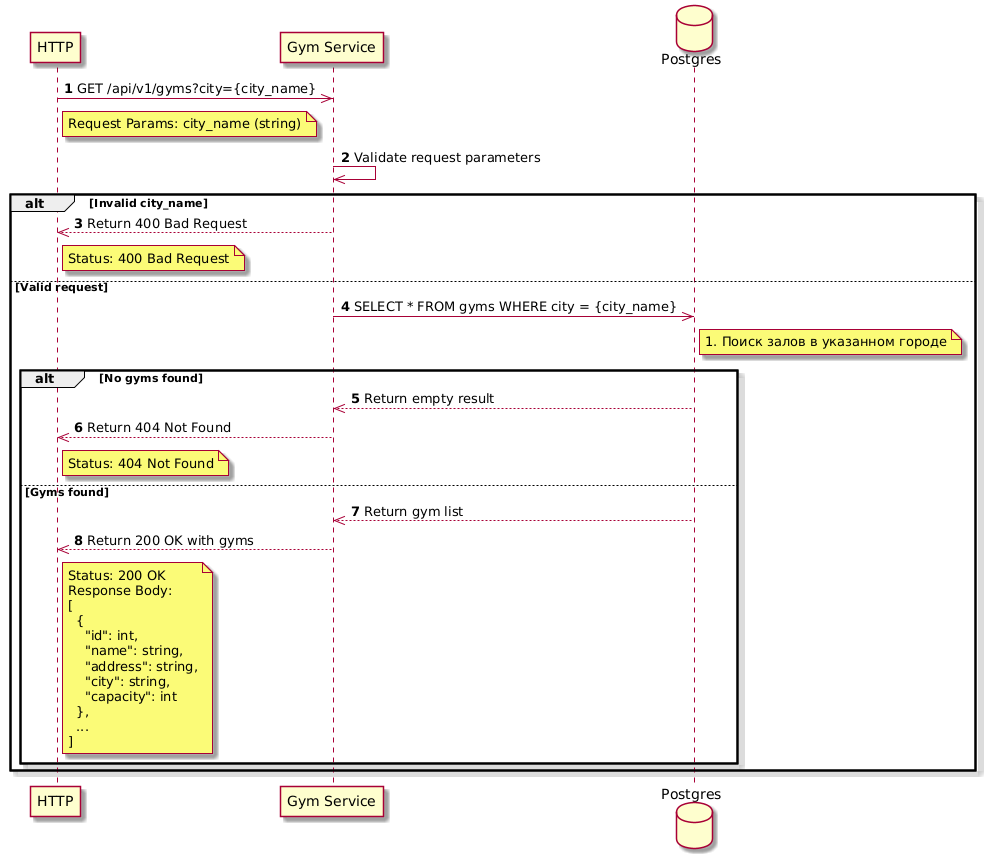 Postgres
HTTP
Gym Service
1 GET /api/v1/gyms?city={city_name}
Request Params: city_name (string)
2 Validate request parameters
alt [Invalid city_name]
3 Return 400 Bad Request
Status: 400 Bad Request
[Valid request]
4 SELECT * FROM gyms WHERE city = {city_name}
1. Поиск залов в указанном городе
alt [No gyms found]
5 Return empty result
6 Return 404 Not Found
Status: 404 Not Found
[Gyms found]
7 Return gym list
8 Return 200 OK with gyms
Status: 200 OK
Response Body:
[
  {
    "id": int,
    "name": string,
    "address": string,
    "city": string,
    "capacity": int
  },
  ...
]
HTTP
Gym Service
Postgres